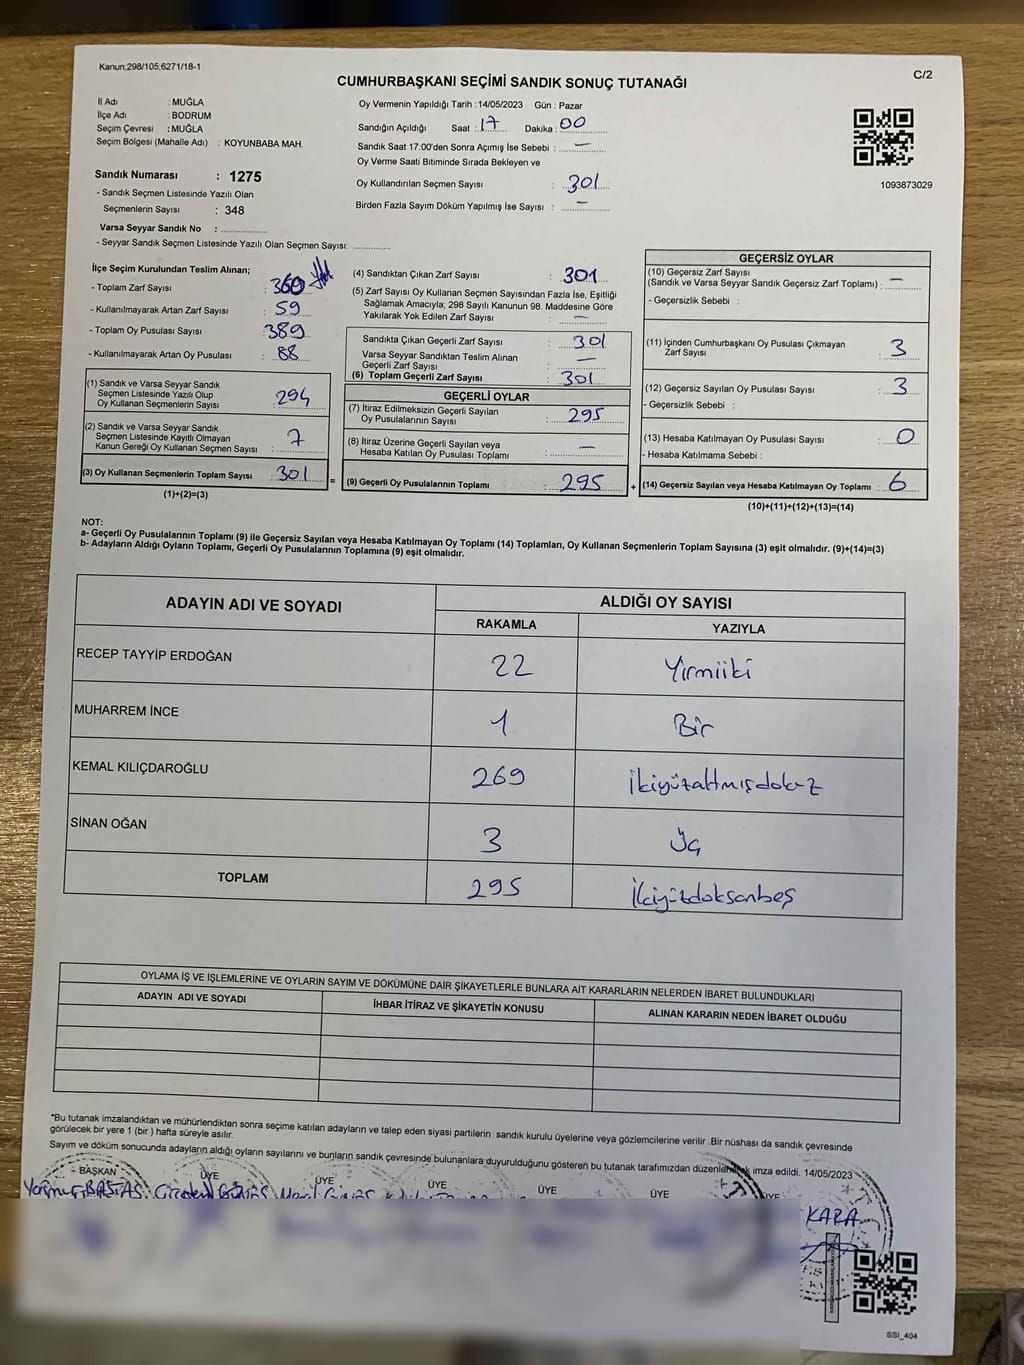 Kanun,298/105,6271/18-1
C/2
CUMHURBAŞKANI SEÇİMİ SANDIK SONUÇ TUTANAĞI
İl Adı : MUĞLA
İlçe Adı : BODRUM
Seçim Çevresi : MUĞLA
Seçim Bölgesi (Mahalle Adı) : KOYUNBABA MAH.
Sandık Numarası : 1275
- Sandık Seçmen Listesinde Yazılı Olan
Seçmenlerin Sayısı : 348
Varsa Seyyar Sandık No :
- Seyyar Sandık Seçmen Listesinde Yazılı Olan Seçmen Sayısı:
Oy Vermenin Yapıldığı Tarih : 14/05/2023 Gün : Pazar
Sandığın Açıldığı Saat : 17 Dakika : 00
Sandık Saat 17:00'den Sonra Açımış İse Sebebi : —
Oy Verme Saati Bitiminde Sırada Bekleyen ve
Oy Kullandırılan Seçmen Sayısı : 301
Birden Fazla Sayım Döküm Yapılmış İse Sayısı : —
1093873029
İlçe Seçim Kurulundan Teslim Alınan;
- Toplam Zarf Sayısı : 360
- Kullanılmayarak Artan Zarf Sayısı : 59
- Toplam Oy Pusulası Sayısı : 389
- Kullanılmayarak Artan Oy Pusulası : 88
(1) Sandık ve Varsa Seyyar Sandık
Seçmen Listesinde Yazılı Olup
Oy Kullanan Seçmenlerin Sayısı : 294
(2) Sandık ve Varsa Seyyar Sandık
Seçmen Listesinde Kayıtlı Olmayan
Kanun Gereği Oy Kullanan Seçmen Sayısı : 7
(3) Oy Kullanan Seçmenlerin Toplam Sayısı : 301
(1)+(2)=(3)
(4) Sandıktan Çıkan Zarf Sayısı : 301
(5) Zarf Sayısı Oy Kullanan Seçmen Sayısından Fazla İse, Eşitliği
Sağlamak Amacıyla; 298 Sayılı Kanunun 98. Maddesine Göre
Yakılarak Yok Edilen Zarf Sayısı : —
Sandıkta Çıkan Geçerli Zarf Sayısı : 301
Varsa Seyyar Sandıktan Teslim Alınan
Geçerli Zarf Sayısı : —
(6) Toplam Geçerli Zarf Sayısı : 301
GEÇERLİ OYLAR
(7) İtiraz Edilmeksizin Geçerli Sayılan
Oy Pusulalarının Sayısı : 295
(8) İtiraz Üzerine Geçerli Sayılan veya
Hesaba Katılan Oy Pusulası Toplamı : —
= (9) Geçerli Oy Pusulalarının Toplamı : 295
GEÇERSİZ OYLAR
(10) Geçersiz Zarf Sayısı
(Sandık ve Varsa Seyyar Sandık Geçersiz Zarf Toplamı) : —
- Geçersizlik Sebebi :
(11) İçinden Cumhurbaşkanı Oy Pusulası Çıkmayan
Zarf Sayısı : 3
(12) Geçersiz Sayılan Oy Pusulası Sayısı : 3
- Geçersizlik Sebebi :
(13) Hesaba Katılmayan Oy Pusulası Sayısı : 0
- Hesaba Katılmama Sebebi :
+ (14) Geçersiz Sayılan veya Hesaba Katılmayan Oy Toplamı : 6
(10)+(11)+(12)+(13)=(14)
NOT:
a- Geçerli Oy Pusulalarının Toplamı (9) ile Geçersiz Sayılan veya Hesaba Katılmayan Oy Toplamı (14) Toplamları, Oy Kullanan Seçmenlerin Toplam Sayısına (3) eşit olmalıdır. (9)+(14)=(3)
b- Adayların Aldığı Oyların Toplamı, Geçerli Oy Pusulalarının Toplamına (9) eşit olmalıdır.
ADAYIN ADI VE SOYADI ALDIĞI OY SAYISI
RAKAMLA YAZIYLA
RECEP TAYYİP ERDOĞAN 22 Yirmiiki
MUHARREM İNCE 1 Bir
KEMAL KILIÇDAROĞLU 269 İkiyüzaltmışdokuz
SİNAN OĞAN 3 Üç
TOPLAM 295 İkiyüzdoksanbeş
OYLAMA İŞ VE İŞLEMLERİNE VE OYLARIN SAYIM VE DÖKÜMÜNE DAİR ŞİKAYETLERLE BUNLARA AİT KARARLARIN NELERDEN İBARET BULUNDUKLARI
ADAYIN ADI VE SOYADI İHBAR İTİRAZ VE ŞİKAYETİN KONUSU ALINAN KARARIN NEDEN İBARET OLDUĞU
*Bu tutanak imzalandıktan ve mühürlendikten sonra seçime katılan adayların ve talep eden siyasi partilerin sandık kurulu üyelerine veya gözlemcilerine verilir .Bir nüshası da sandık çevresinde
görülecek bir yere 1 (bir ) hafta süreyle asılır.
Sayım ve döküm sonucunda adayların aldığı oyların sayılarını ve bunların sandık çevresinde bulunanlara duyurulduğunu gösteren bu tutanak tarafımızdan düzenlenerek imza edildi. 14/05/2023
- BAŞKAN ÜYE ÜYE ÜYE ÜYE ÜYE ÜYE
KARA
SSI_404